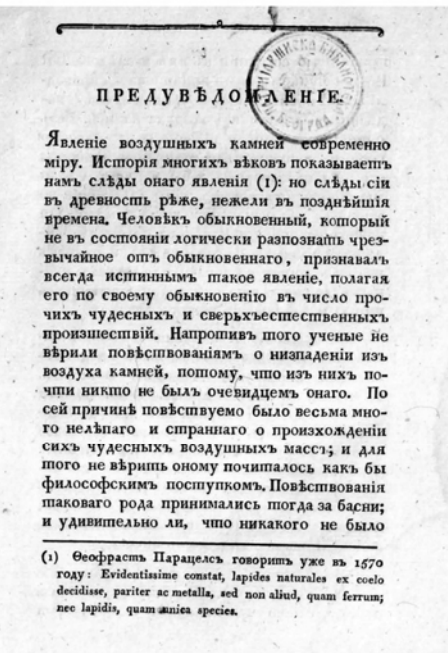 ПРЕДУВѢДОМЛЕНІЕ.
Явленіе воздушныхъ камней современно
міру. Исторія многихъ вѣковъ показываетъ
намъ слѣды онаго явленія (1): но слѣды сіи
въ древность рѣже, нежели въ позднѣйшія
времена. Человѣкъ обыкновенный, который
не въ состояніи логически разпознать чрез-
вычайное отъ обыкновеннаго, признавалъ
всегда истиннымъ такое явленіе, полагая
его по своему обыкновенію въ число про-
чихъ чудесныхъ и сверьхъестественныхъ
произшествій. Напротивъ того ученые не
вѣрили повѣствованіямъ о низпаденіи изъ
воздуха камней, потому, что изъ нихъ по-
чти никто не былъ очевидцемъ онаго. По
сей причинѣ повѣствуемо было весьма мно-
го нелѣпаго и страннаго о произхожденіи
сихъ чудесныхъ воздушныхъ массъ; и для
того не вѣрить оному почиталось какъ бы
философскимъ поступкомъ. Повѣствованія
таковаго рода принимались тогда за басни;
и удивительно ли, что никакого не было
(1) Ѳеофрастъ Парацелсъ говоритъ уже въ 1570
году: Evidentissime constat, lapides naturales ex coelo
decidisse, pariter ac metalla, sed non aliud, quam ferrum;
nec lapidis, quam unica species.